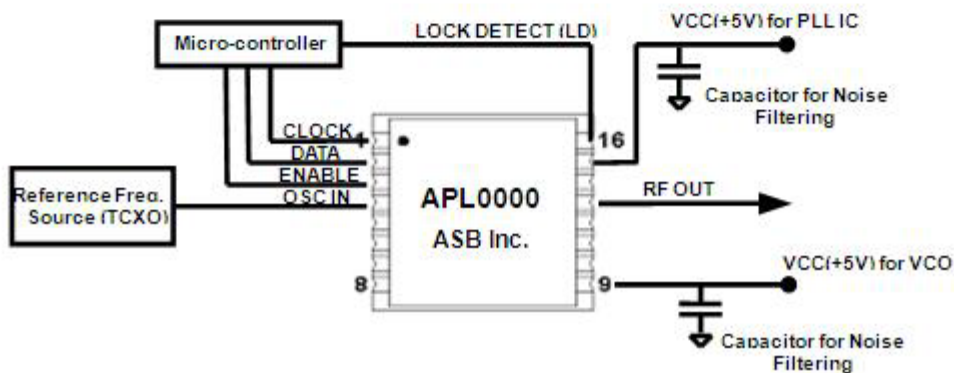 VCC(+5V) for PLL IC
Micro-controller
LOCK DETECT (LD)
Capacitor for Noise
Filtering
CLOCK
1
16
DATA
ENABLE
OSC IN
Reference Freq.
Source (TCXO)
APL0000
ASB Inc.
RF OUT
VCC(+5V) for VCO
8
9
Capacitor for Noise
Filtering